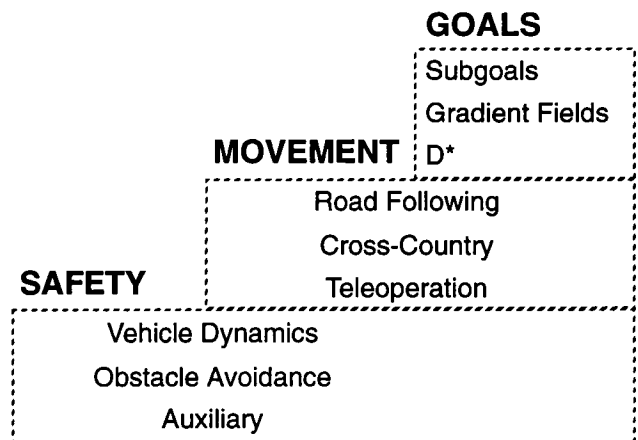 GOALS
Subgoals
Gradient Fields
MOVEMENT D*
Road Following
Cross-Country
SAFETY Teleoperation
Vehicle Dynamics
Obstacle Avoidance
Auxiliary